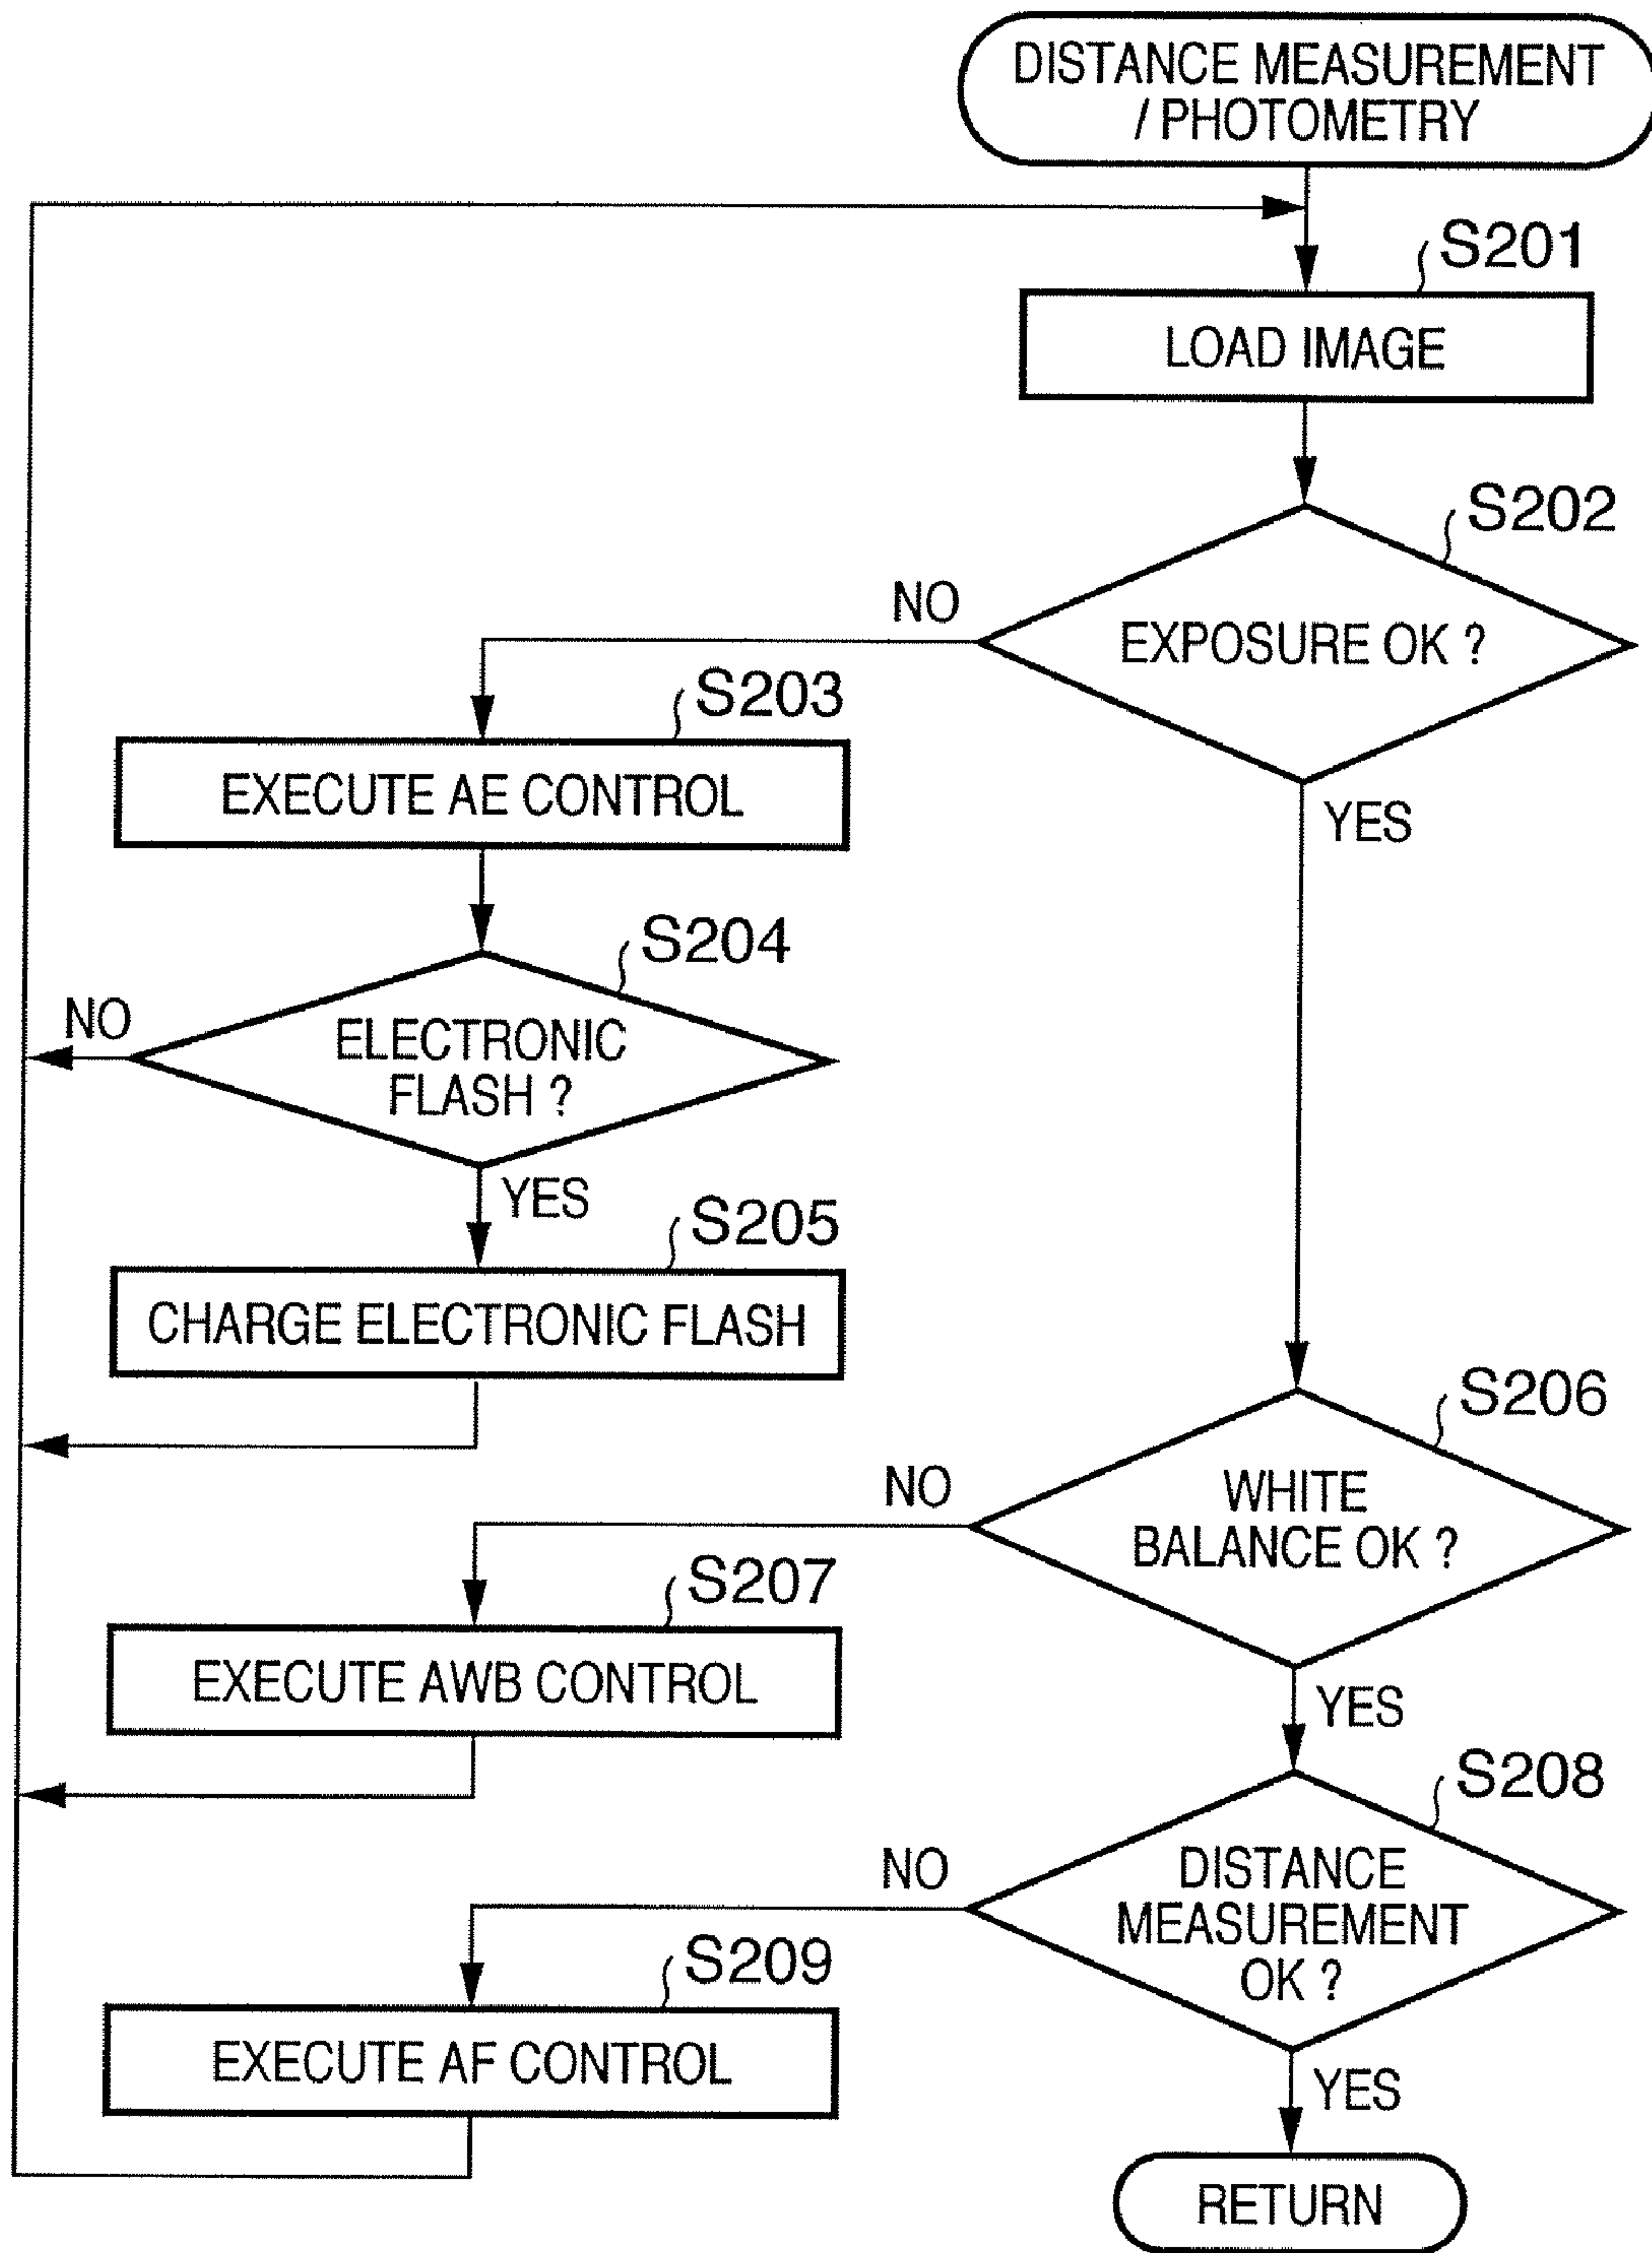 DISTANCE MEASUREMENT
/ PHOTOMETRY
S201
LOAD IMAGE
S202
EXPOSURE OK ?
NO
YES
S203
EXECUTE AE CONTROL
S204
ELECTRONIC
FLASH ?
NO
YES
S205
CHARGE ELECTRONIC FLASH
S206
WHITE
BALANCE OK ?
NO
YES
S207
EXECUTE AWB CONTROL
S208
DISTANCE
MEASUREMENT
OK ?
NO
YES
S209
EXECUTE AF CONTROL
RETURN